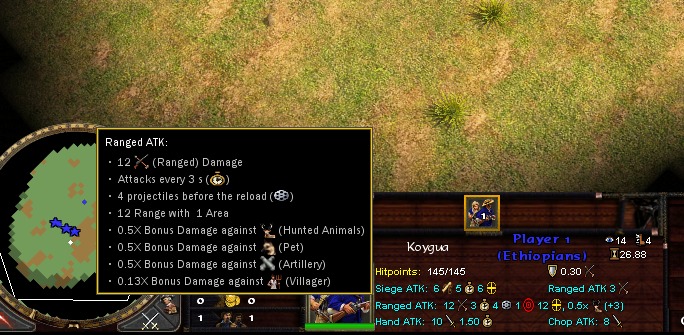 Ranged ATK:
12 (Ranged) Damage
Attacks every 3 s ( )
4 projectiles before the reload ( )
12 Range with 1 Area
0.5X Bonus Damage against (Hunted Animals)
0.5X Bonus Damage against (Pet)
0.5X Bonus Damage against (Artillery)
0.13X Bonus Damage against (Villager)
0 0
0 0
1
Koygua
Player 1
(Ethiopians)
14 4
26.88
Hitpoints: 145/145 0.30
Siege ATK: 6 5 6 Ranged ATK 3
Ranged ATK: 12 3 4 1 12 , 0.5x (+3)
Hand ATK: 10 1.50 Chop ATK: 8